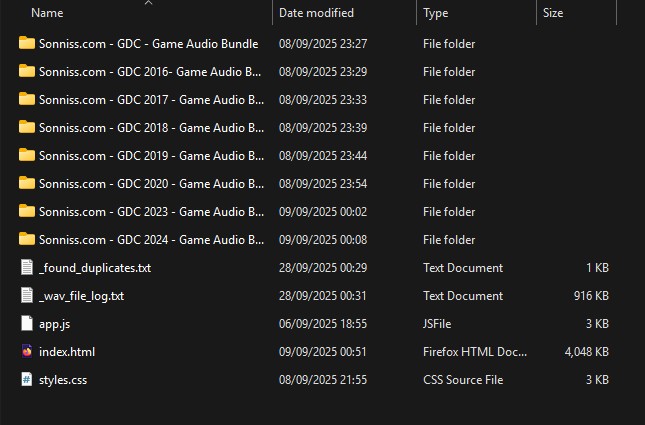 Name Date modified Type Size
Sonniss.com - GDC - Game Audio Bundle 08/09/2025 23:27 File folder
Sonniss.com - GDC 2016- Game Audio B... 08/09/2025 23:29 File folder
Sonniss.com - GDC 2017 - Game Audio B... 08/09/2025 23:33 File folder
Sonniss.com - GDC 2018 - Game Audio B... 08/09/2025 23:39 File folder
Sonniss.com - GDC 2019 - Game Audio B... 08/09/2025 23:44 File folder
Sonniss.com - GDC 2020 - Game Audio B... 08/09/2025 23:54 File folder
Sonniss.com - GDC 2023 - Game Audio B... 09/09/2025 00:02 File folder
Sonniss.com - GDC 2024 - Game Audio B... 09/09/2025 00:08 File folder
_found_duplicates.txt 28/09/2025 00:29 Text Document 1 KB
_wav_file_log.txt 28/09/2025 00:31 Text Document 916 KB
app.js 06/09/2025 18:55 JSFile 3 KB
index.html 09/09/2025 00:51 Firefox HTML Doc... 4,048 KB
styles.css 08/09/2025 21:55 CSS Source File 3 KB